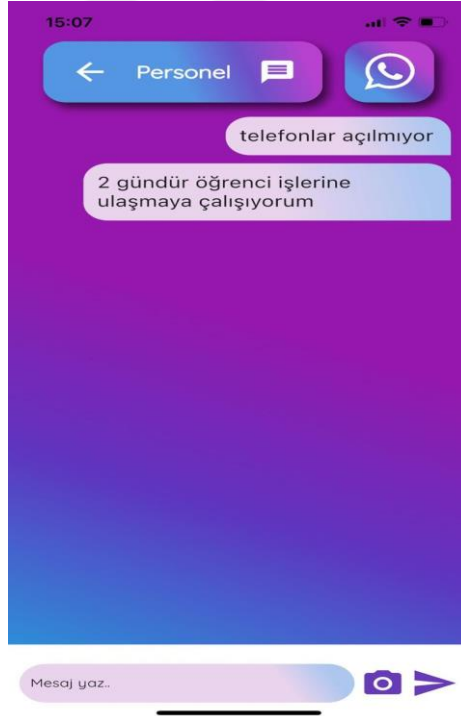 15:07
Personel
telefonlar açılmıyor
2 gündür öğrenci işlerine
ulaşmaya çalışıyorum
Mesaj yaz..